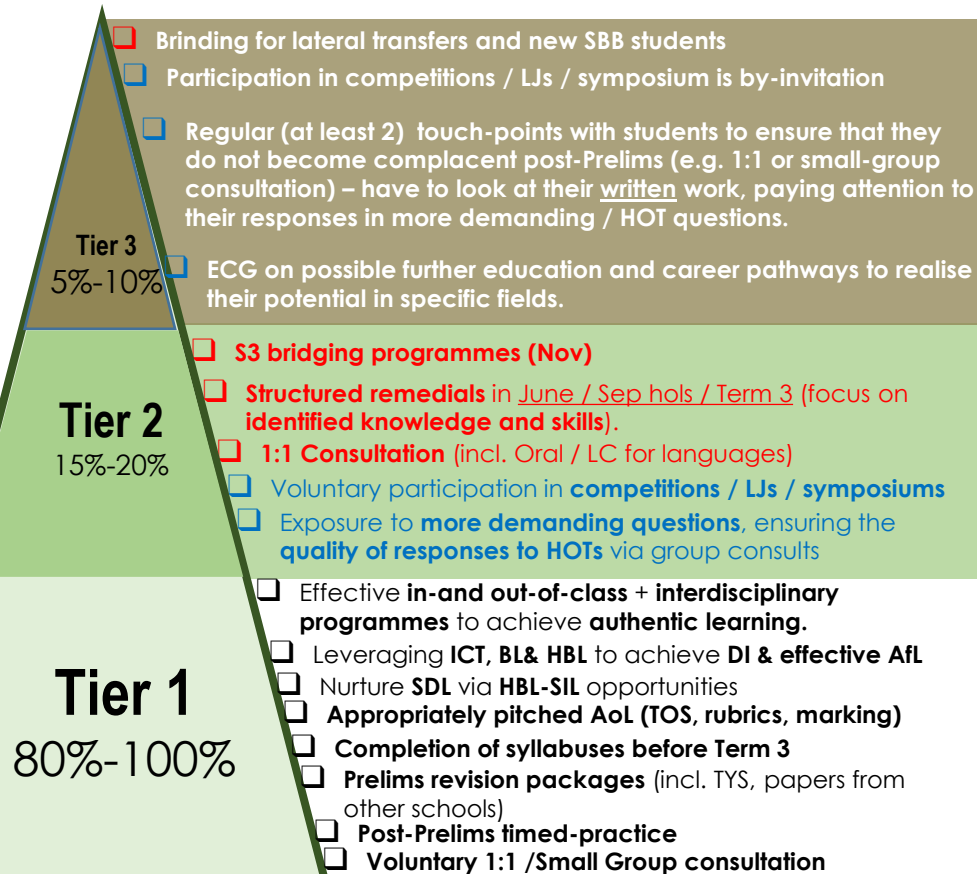 Brinding for lateral transfers and new SBB students
Participation in competitions / LJs / symposium is by-invitation
Regular (at least 2) touch-points with students to ensure that they
do not become complacent post-Prelims (e.g. 1:1 or small-group
consultation) – have to look at their written work, paying attention to
their responses in more demanding / HOT questions.
Tier 3
5%-10%
ECG on possible further education and career pathways to realise
their potential in specific fields.
S3 bridging programmes (Nov)
Structured remedials in June / Sep hols / Term 3 (focus on
identified knowledge and skills).
Tier 2
15%-20%
1:1 Consultation (incl. Oral / LC for languages)
Voluntary participation in competitions / LJs / symposiums
Exposure to more demanding questions, ensuring the
quality of responses to HOTs via group consults
Effective in-and out-of-class + interdisciplinary
programmes to achieve authentic learning.
Leveraging ICT, BL& HBL to achieve DI & effective AfL
Nurture SDL via HBL-SIL opportunities
Tier 1
80%-100%
Appropriately pitched AoL (TOS, rubrics, marking)
Completion of syllabuses before Term 3
Prelims revision packages (incl. TYS, papers from
other schools)
Post-Prelims timed-practice
Voluntary 1:1 /Small Group consultation